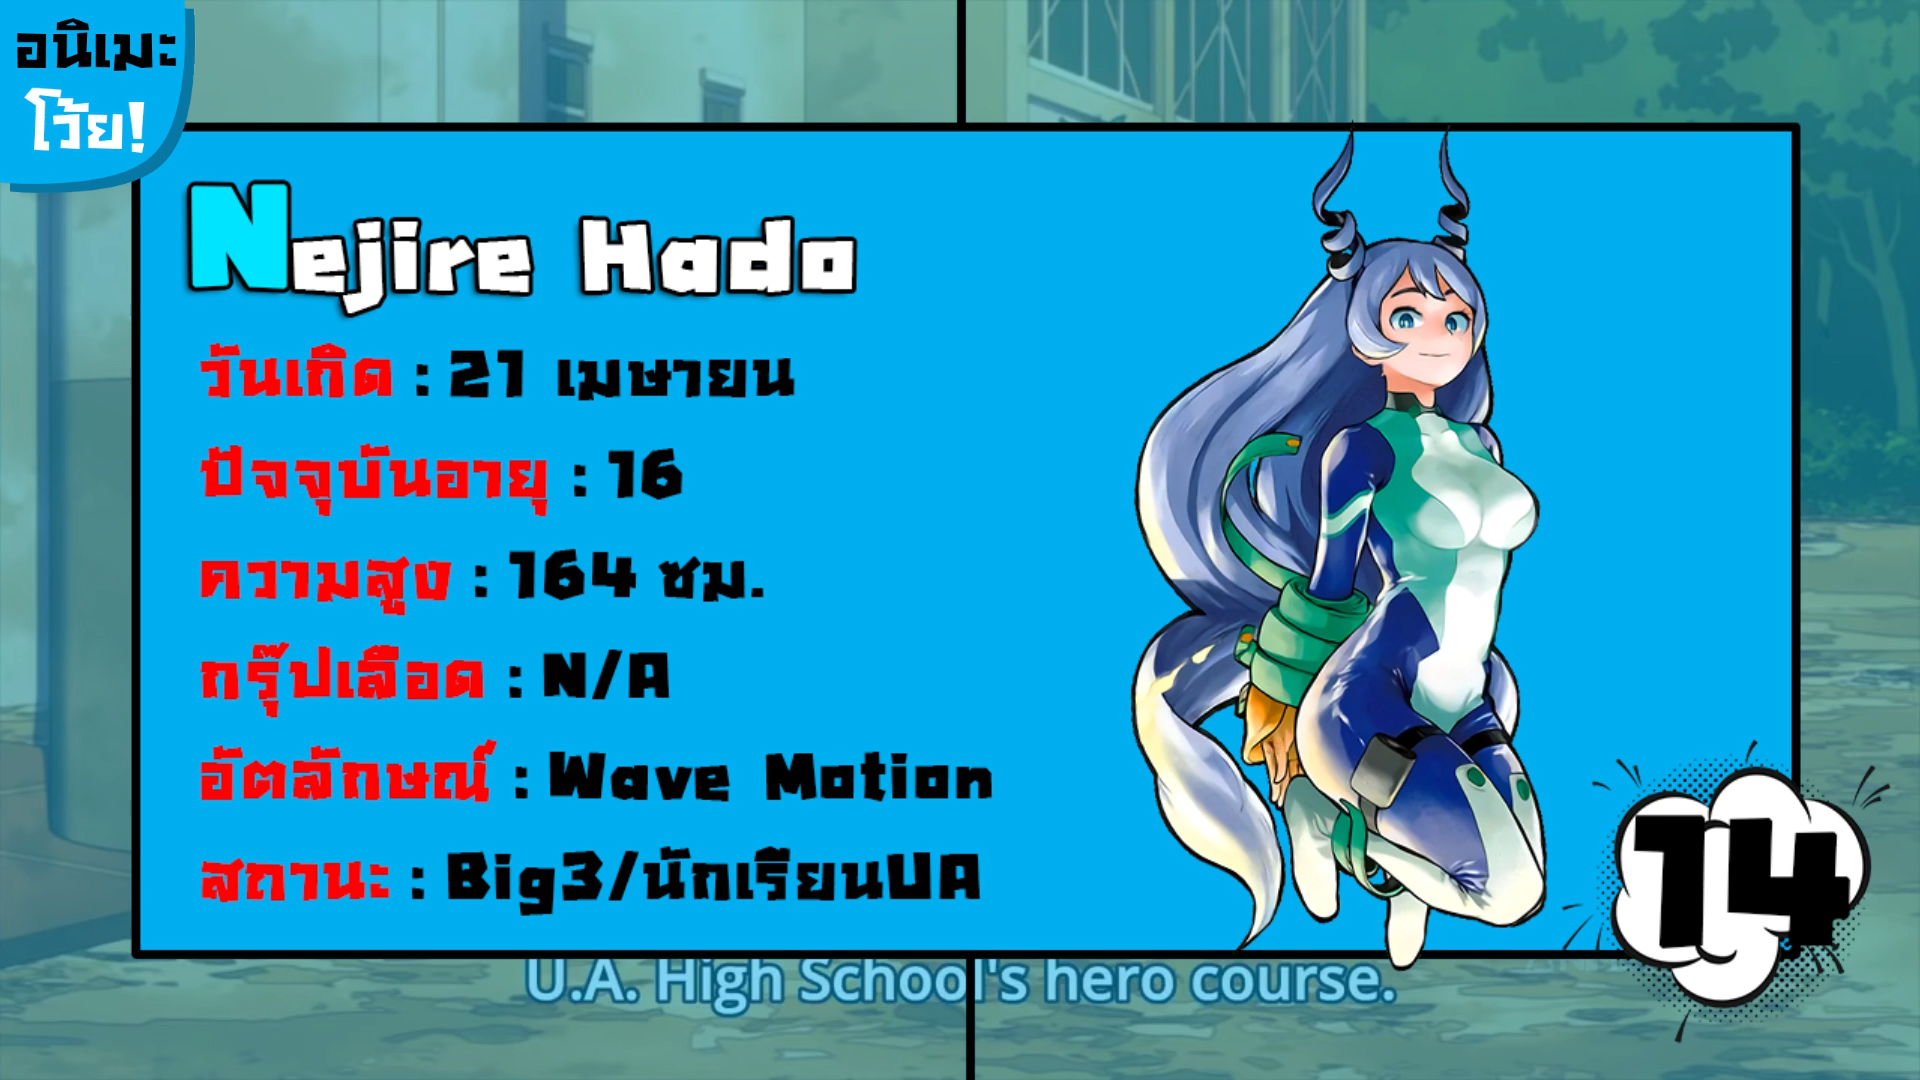 อนิเมะ
โว้ย!
Nejire Hado
วันเกิด : 21 เมษายน
ปัจจุบันอายุ : 16
ความสูง : 164 ซม.
กรุ๊ปเลือด : N/A
อัตลักษณ์ : Wave Motion
สถานะ : Big3/นักเรียนUA
14
U.A. High School's hero course.